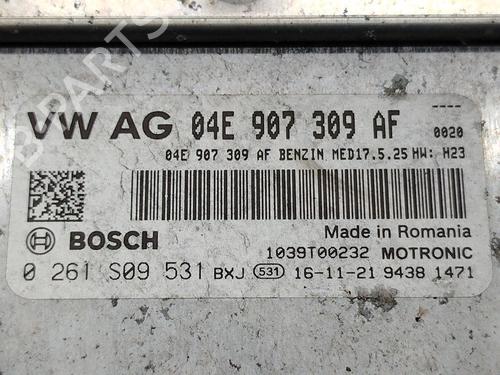 B-PARTS
VW AG 04E 907 309 AF 0020
04E 907 309 AF BENZIN MED17.5.25 HW: H23
Made in Romania
BOSCH 1039T00232 MOTRONIC
0 261 S09 531 BXJ 531 16-11-21 9438 1471